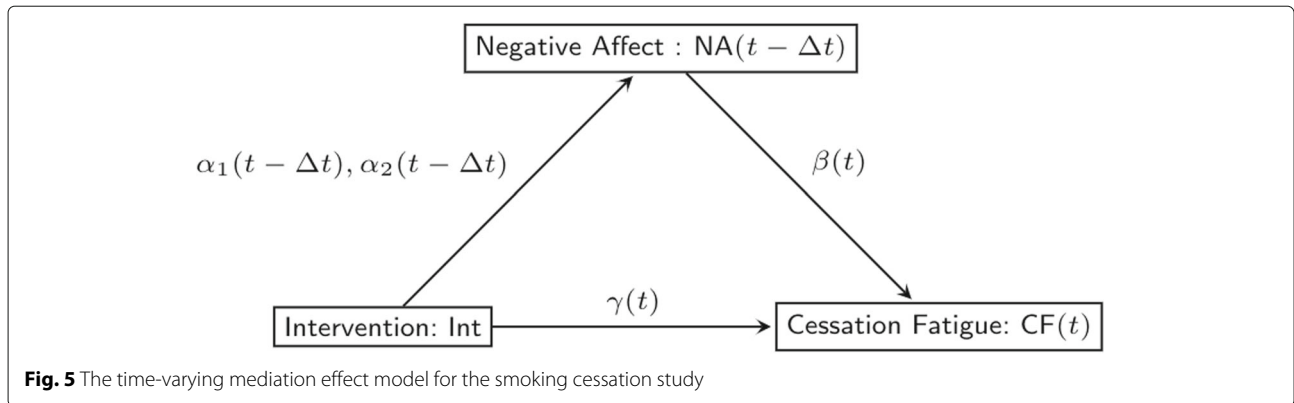 Negative Affect : NA(t − Δt)
α₁(t − Δt), α₂(t − Δt)
β(t)
γ(t)
Intervention: Int
Cessation Fatigue: CF(t)
Fig. 5 The time-varying mediation effect model for the smoking cessation study